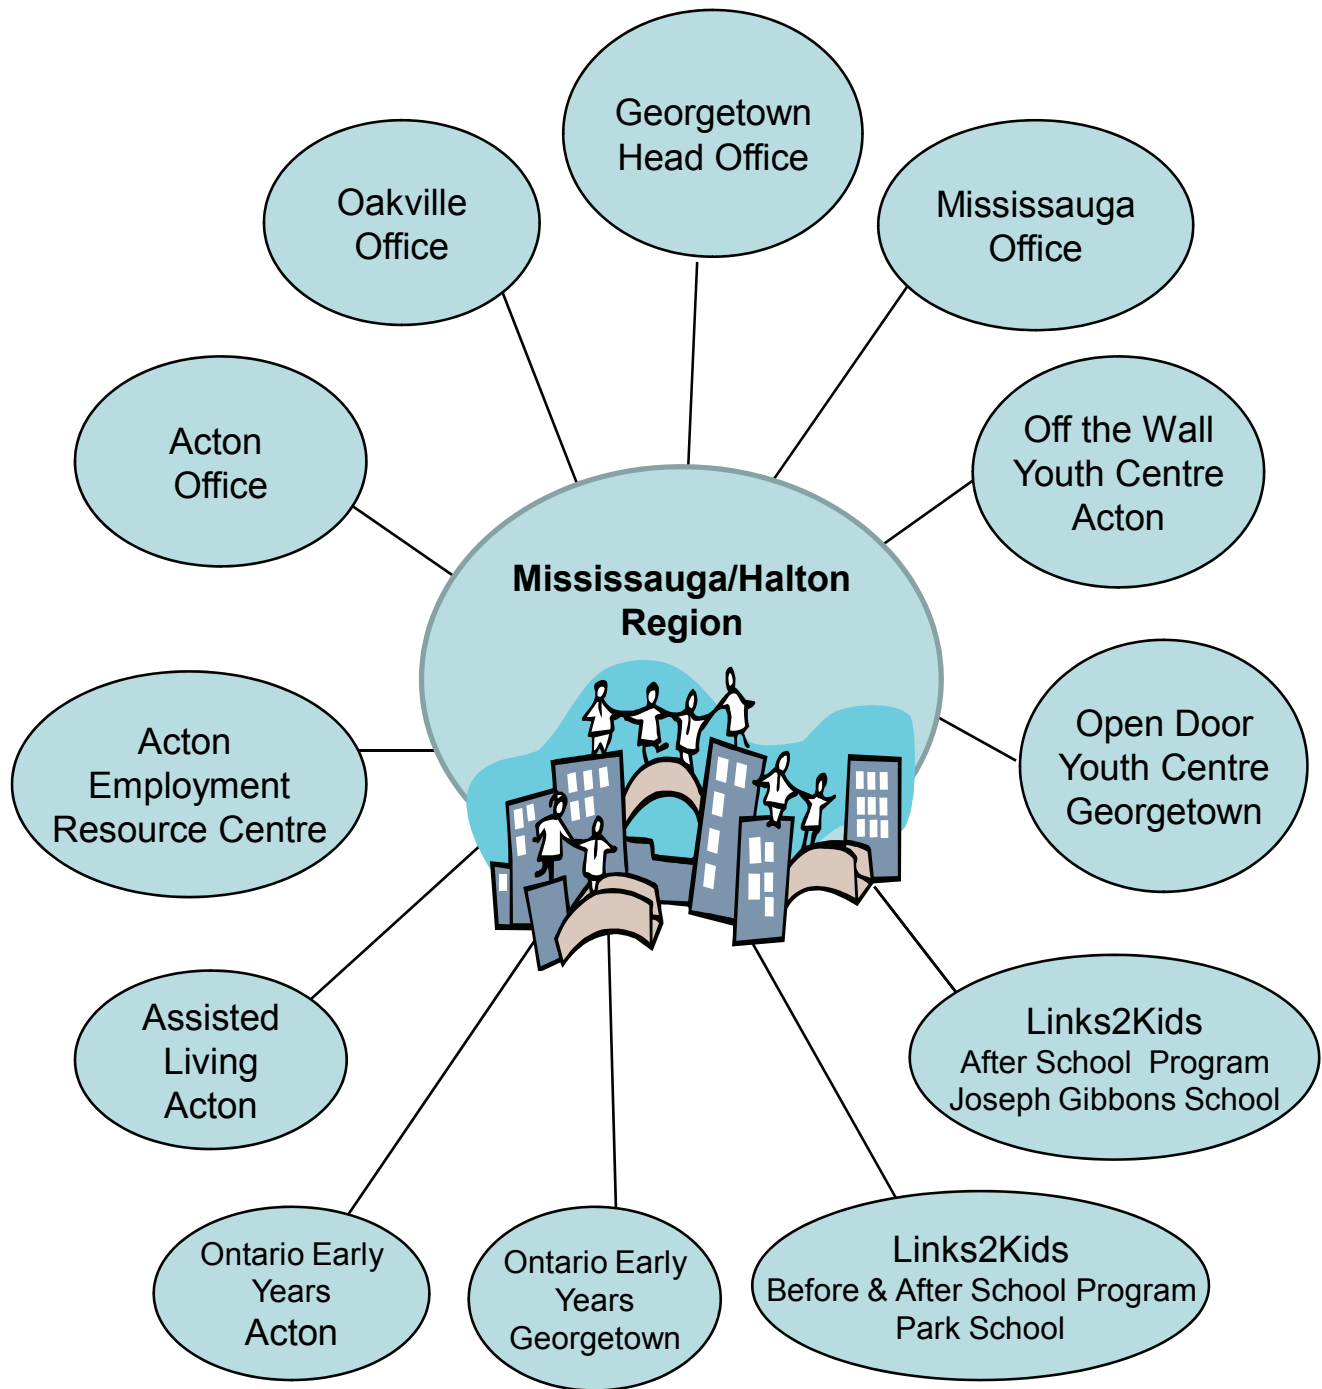 Georgetown
Head Office
Oakville
Office
Mississauga
Office
Acton
Office
Off the Wall
Youth Centre
Acton
Mississauga/Halton
Region
Acton
Employment
Resource Centre
Open Door
Youth Centre
Georgetown
Assisted
Living
Acton
Links2Kids
After School Program
Joseph Gibbons School
Ontario Early
Years
Acton
Ontario Early
Years
Georgetown
Links2Kids
Before & After School Program
Park School